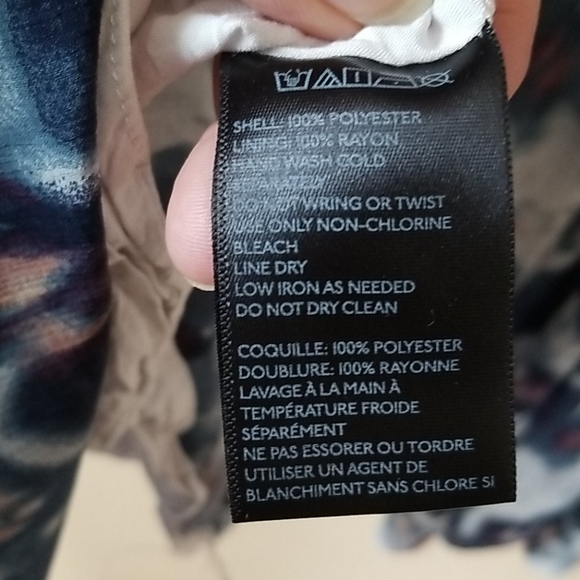 SHELL: 100% POLYESTER
LINING: 100% RAYON
HAND WASH COLD
SEPARATELY
DO NOT WRING OR TWIST
USE ONLY NON-CHLORINE
BLEACH
LINE DRY
LOW IRON AS NEEDED
DO NOT DRY CLEAN
COQUILLE: 100% POLYESTER
DOUBLURE: 100% RAYONNE
LAVAGE À LA MAIN À
TEMPÉRATURE FROIDE
SÉPARÉMENT
NE PAS ESSORER OU TORDRE
UTILISER UN AGENT DE
BLANCHIMENT SANS CHLORE SI